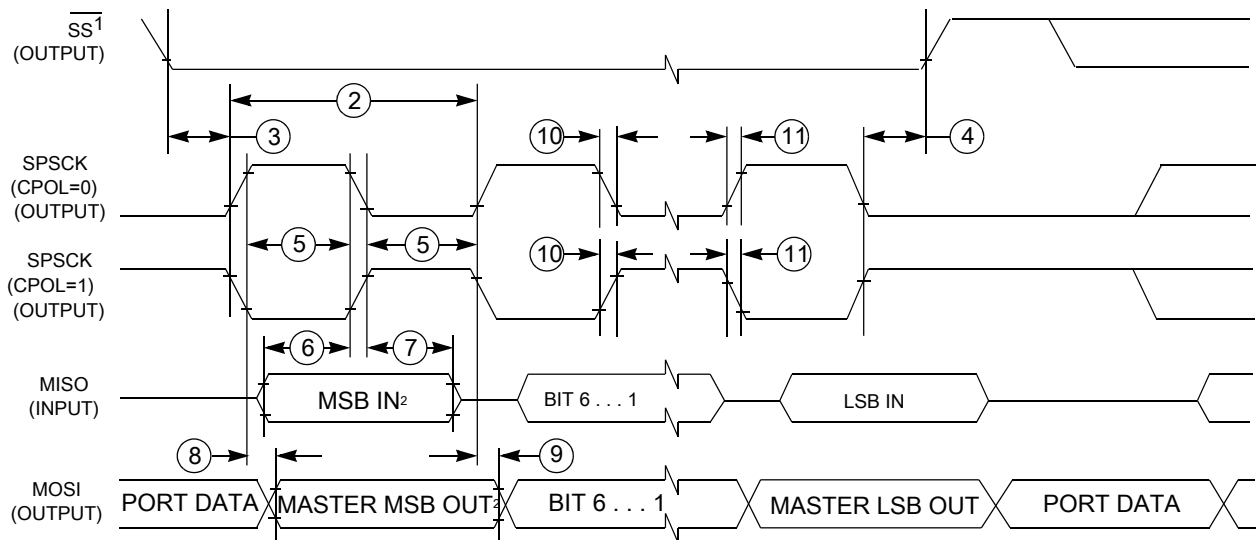 SS1
(OUTPUT)
2
3
10
11
4
SPSCK
(CPOL=0)
(OUTPUT)
5
5
SPSCK
(CPOL=1)
(OUTPUT)
10
11
6
7
MISO
(INPUT)
MSB IN2
BIT 6 . . . 1
LSB IN
8
9
MOSI
(OUTPUT)
PORT DATA
MASTER MSB OUT2
BIT 6 . . . 1
MASTER LSB OUT
PORT DATA